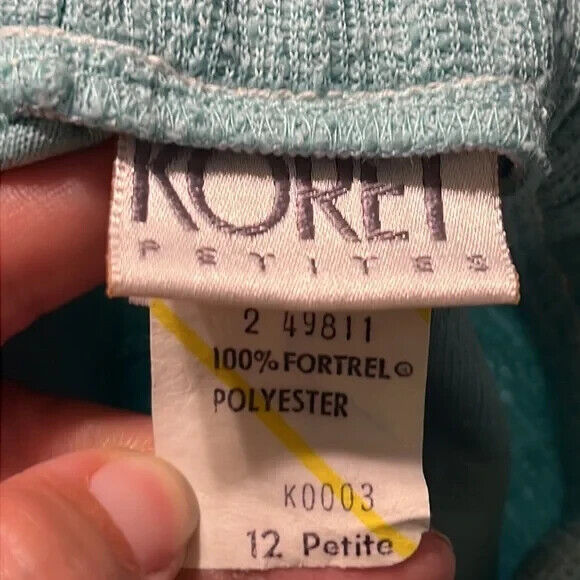 KORET
PETITES
2 49811
100% FORTREL®
POLYESTER
K0003
12 Petite